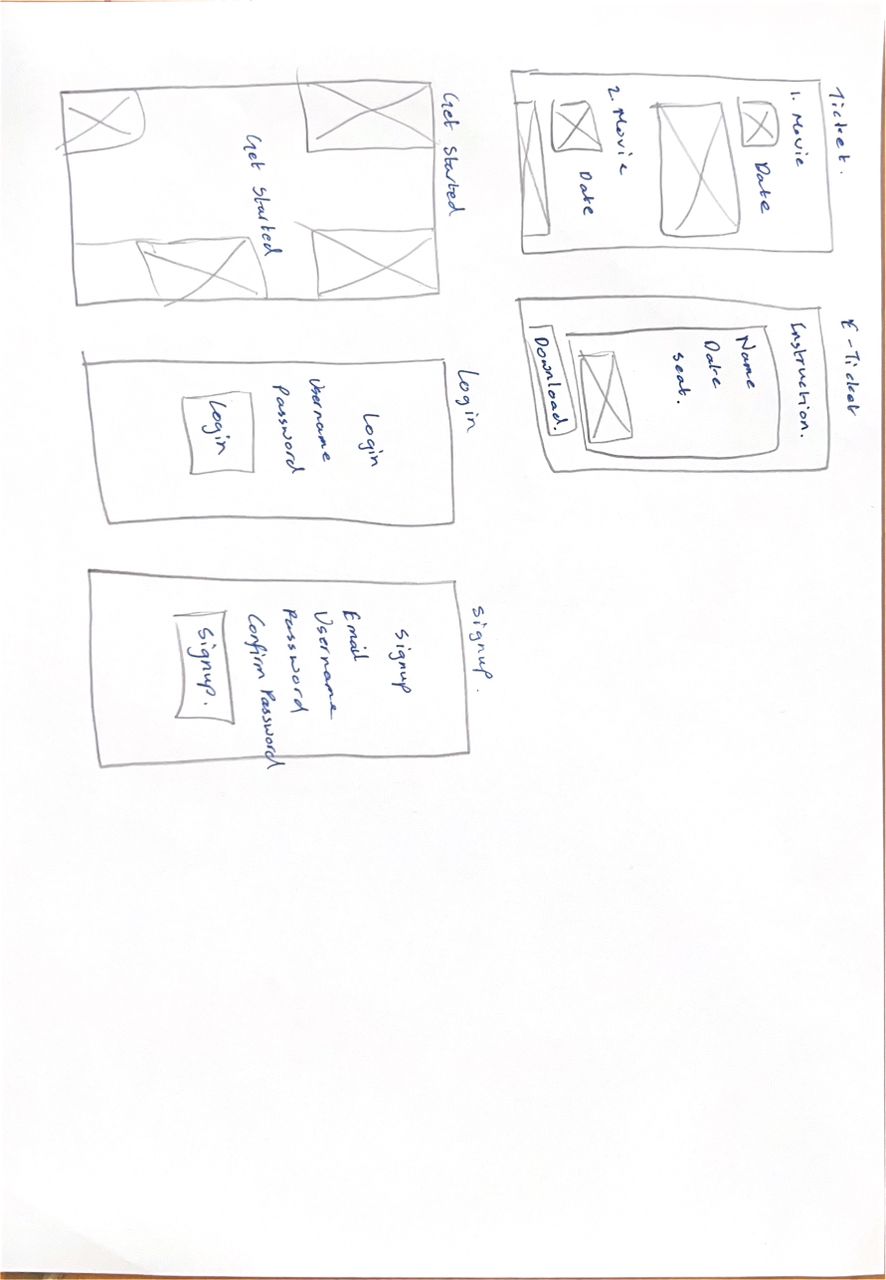 Ticket.
1. Movie
Date
2. Movie
Date
E-Ticket
Instruction.
Name
Date
Seat.
Download.
Get Started
Get Started
Login
Login
Username
Password
Login
Signup.
Signup
Email
Username
Password
Confirm Password
Signup.